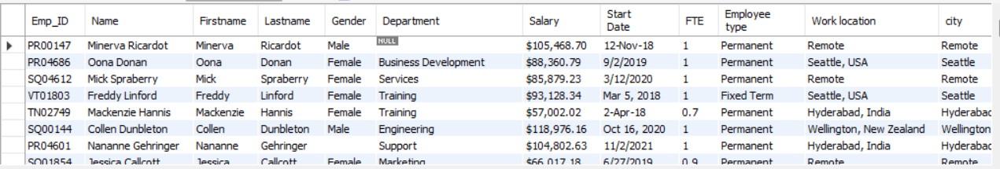 Emp_ID Name Firstname Lastname Gender Department Salary Start Date FTE Employee type Work location city
PR00147 Minerva Ricardot Minerva Ricardot Male NULL $105,468.70 12-Nov-18 1 Permanent Remote Remote
PR04686 Oona Donan Oona Donan Female Business Development $88,360.79 9/2/2019 1 Permanent Seattle, USA Seattle
SQ04612 Mick Spraberry Mick Spraberry Female Services $85,879.23 3/12/2020 1 Permanent Remote Remote
VT01803 Freddy Linford Freddy Linford Female Training $93,128.34 Mar 5, 2018 1 Fixed Term Seattle, USA Seattle
TN02749 Mackenzie Hannis Mackenzie Hannis Female Training $57,002.02 2-Apr-18 0.7 Permanent Hyderabad, India Hyderabad
SQ00144 Collen Dunbleton Collen Dunbleton Male Engineering $118,976.16 Oct 16, 2020 1 Permanent Wellington, New Zealand Wellington
PR04601 Nananne Gehringer Nananne Gehringer Support $104,802.63 11/2/2021 1 Permanent Hyderabad, India Hyderabad
SQ01854 Jessica Callcott Jessica Callcott Female Marketing $66,017.18 6/27/2019 0.9 Permanent Remote Remote